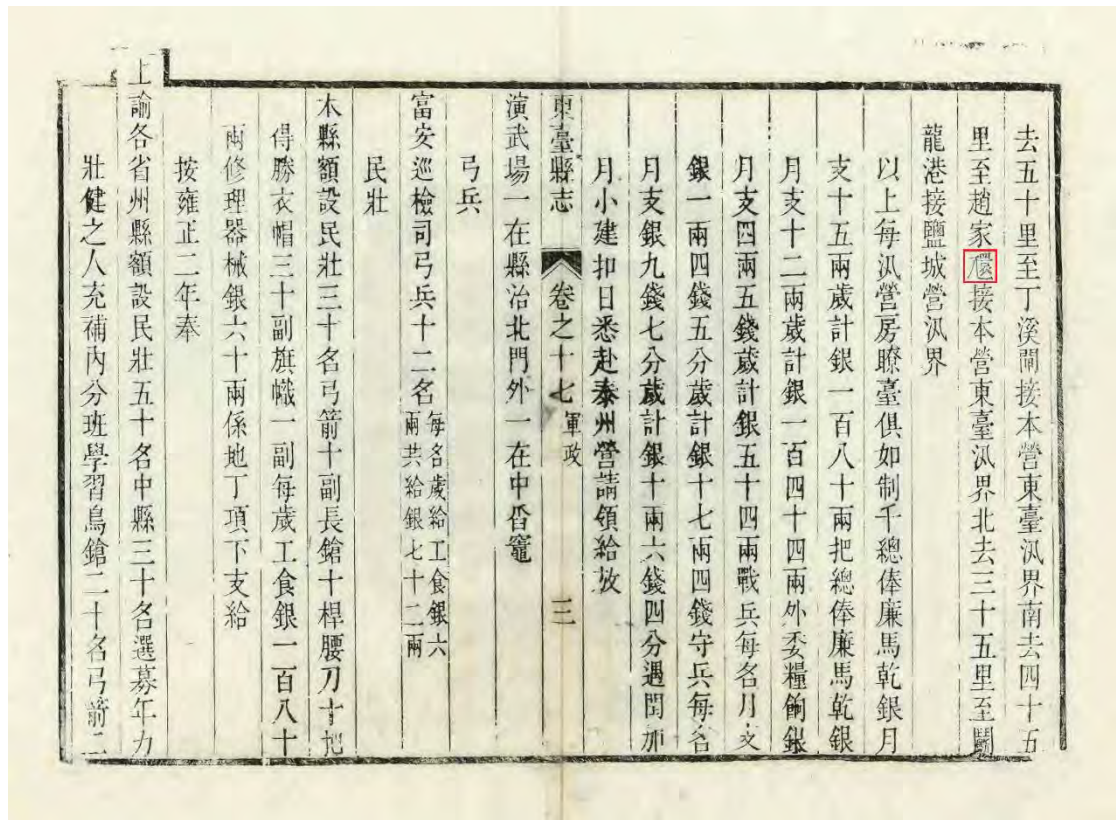 去五十里至丁溪閘接本營東臺汛界南去四十五
里至趙家接本營東臺汛界北去三十五里至鬭
龍港接鹽城營汛界
以上每汛營房瞭臺俱如制千總俸廉馬乾銀月
支十五兩歲計銀一百八十兩把總俸廉馬乾銀
月支十二兩歲計銀一百四十四兩外委糧餉銀
月支四兩五錢歲計銀五十四兩戰兵每名月支
銀一兩四錢五分歲計銀十七兩四錢守兵每名
月支銀九錢七分歲計銀十兩六錢四分遇閏加
月小建扣日悉赴泰州營請領給放
東臺縣志 卷之十七 軍政 三
演武場一在縣治北門外一在中昝竈
弓兵
富安巡檢司弓兵十二名每名歲給工食銀六
兩共給銀七十二兩
民壯
本縣額設民壯三十名弓箭十副長鎗十桿腰刀十把
得勝衣帽三十副旗幟一副每歲工食銀一百八十
兩修理器械銀六十兩係地丁項下支給
按雍正二年奉
上諭各省州縣額設民壯五十名中縣三十名選募年力
壯健之人充補內分班學習鳥鎗二十名弓箭二